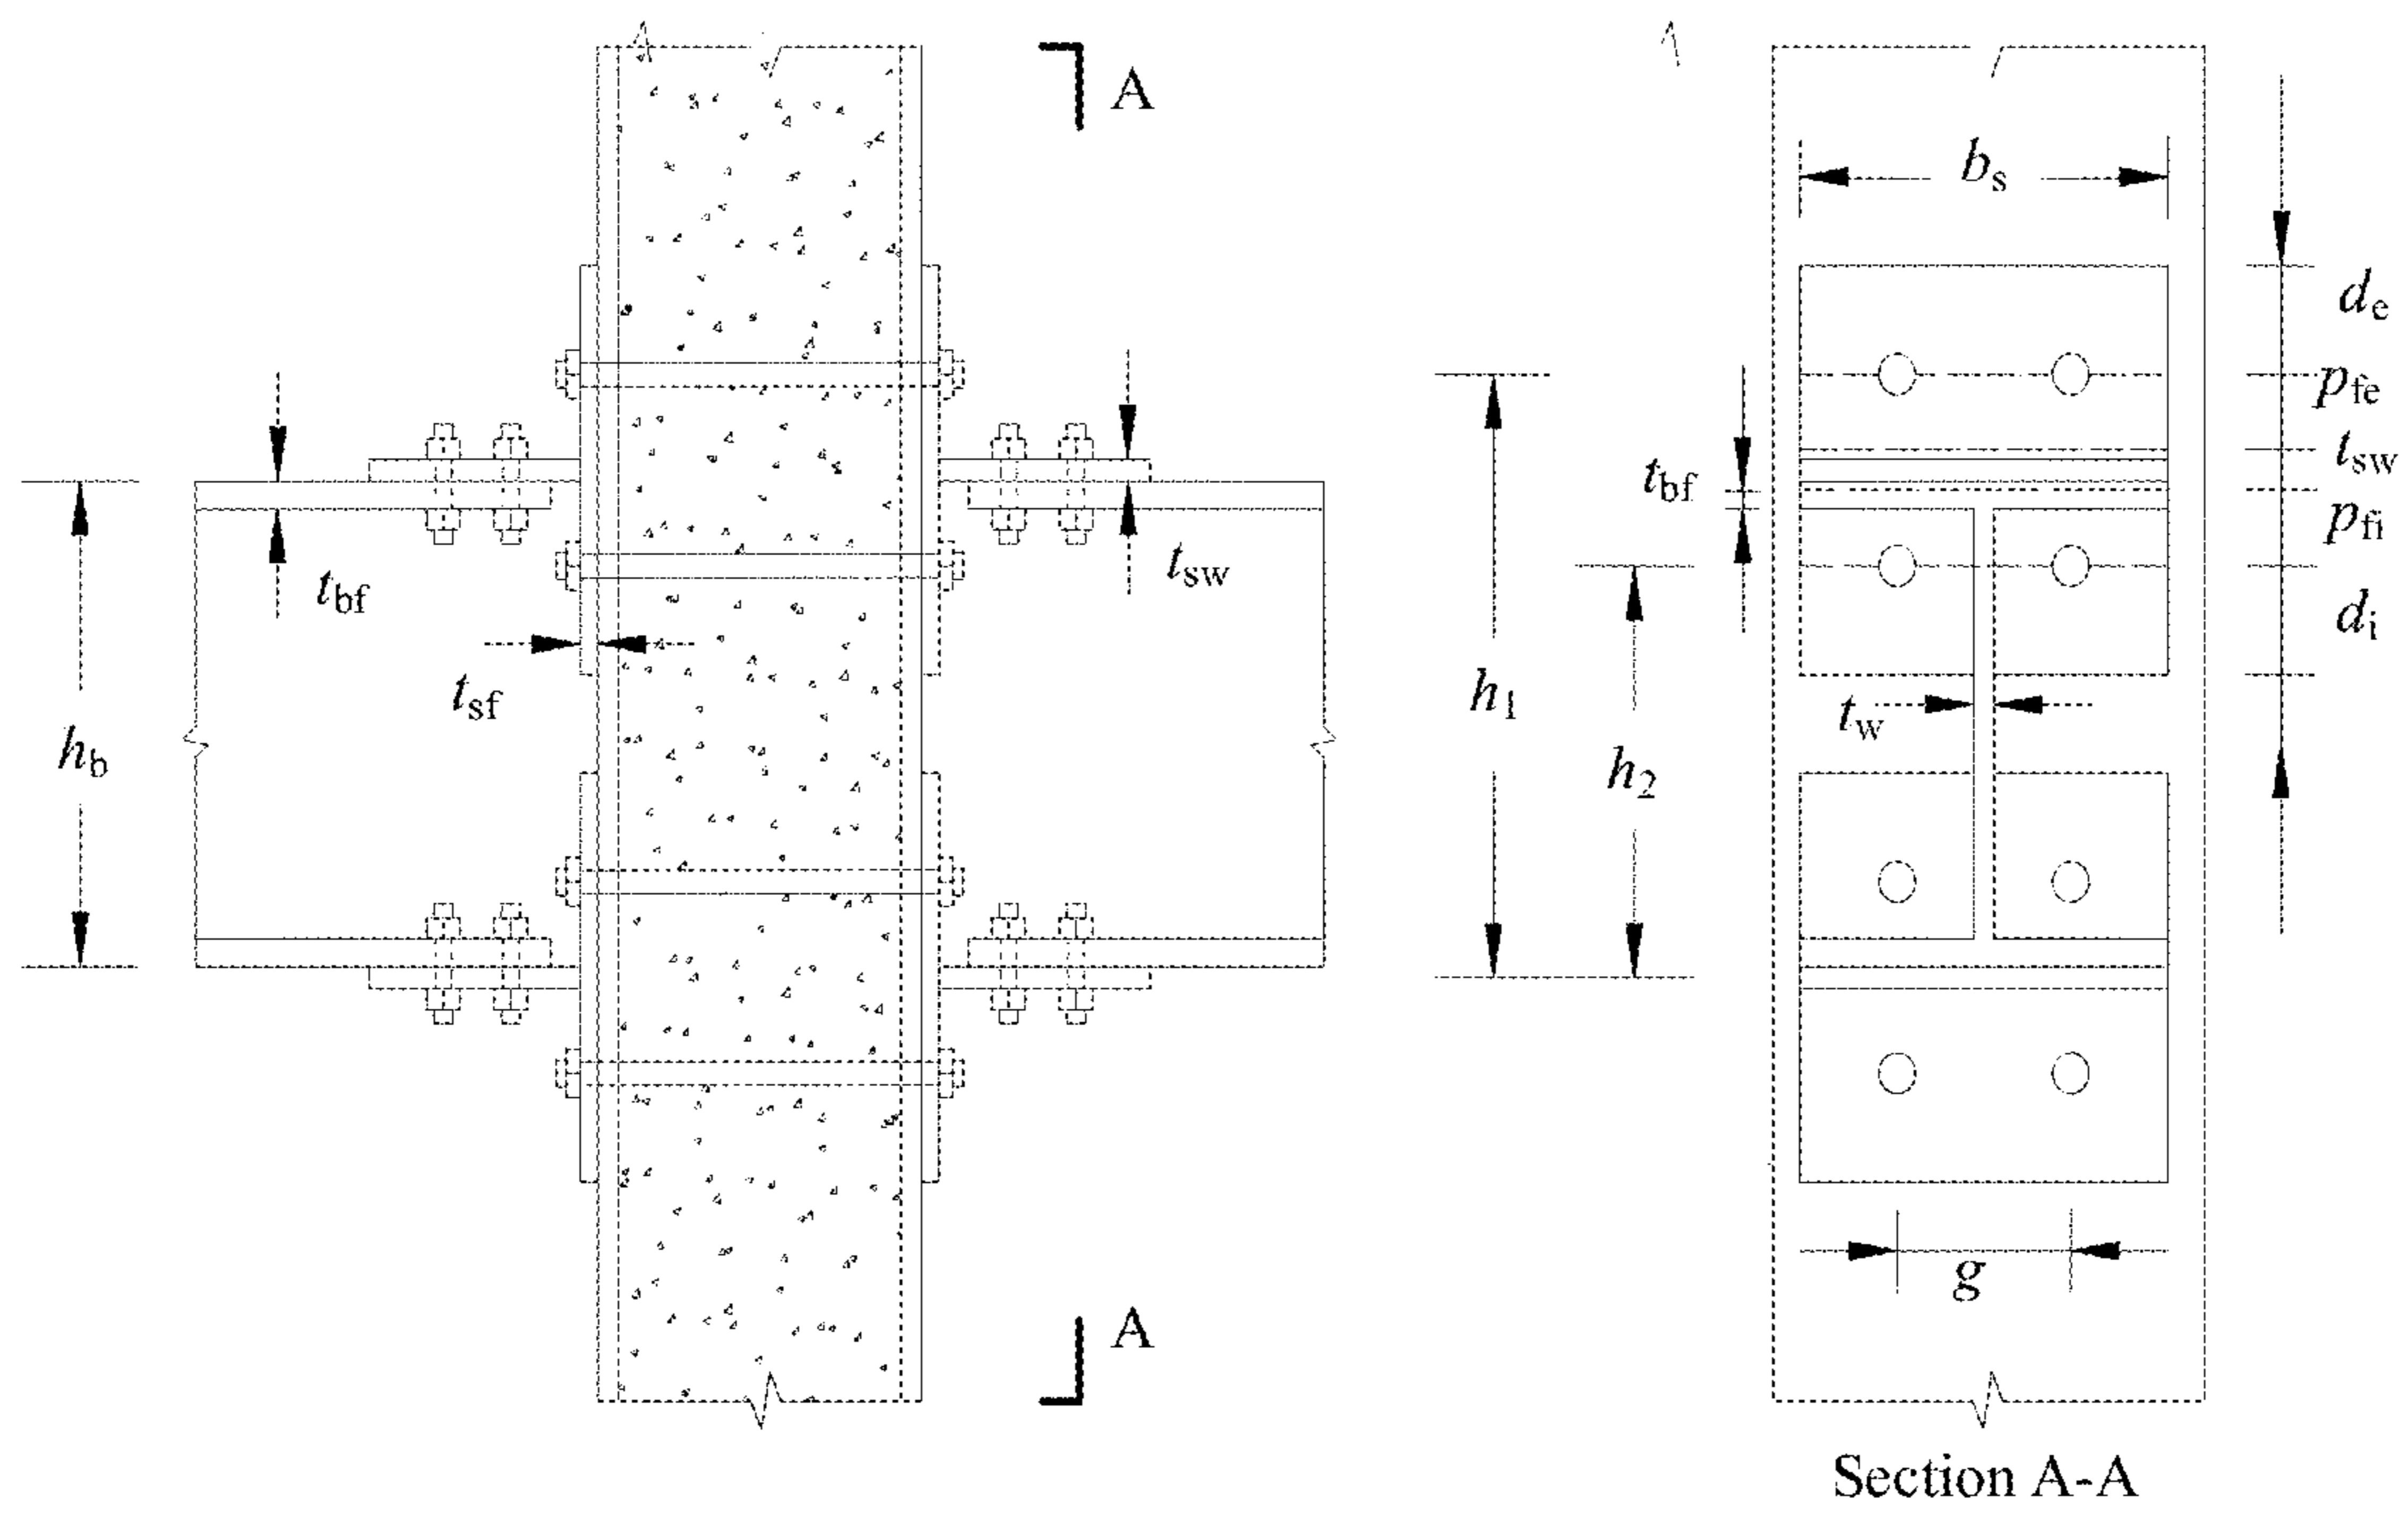 A
b_s
d_e
p_fe
t_bf
t_sw
p_fi
t_bf
t_sw
d_i
t_sf
h_1
t_w
h_b
h_2
A
g
Section A-A